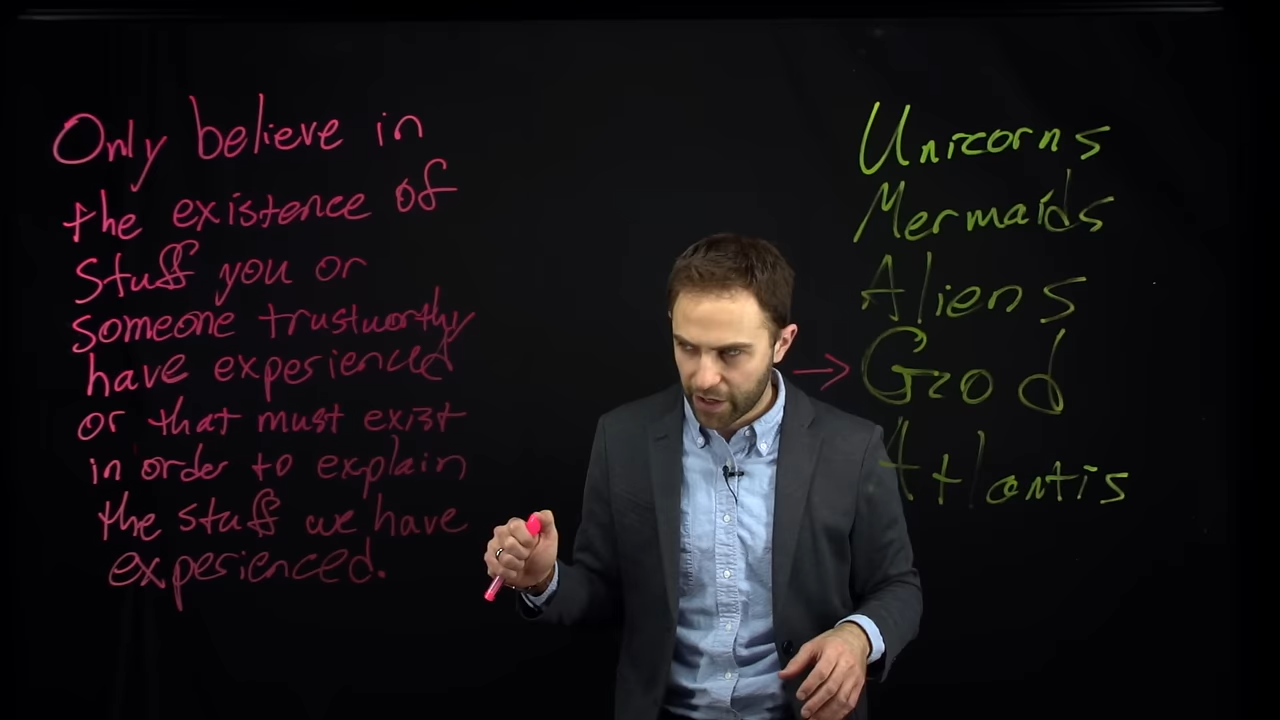 Only believe in
the existence of
stuff you or
someone trustworthy
have experienced
or that must exist
in order to explain
the stuff we have
experienced.
Unicorns
Mermaids
Aliens
→ God
Atlantis